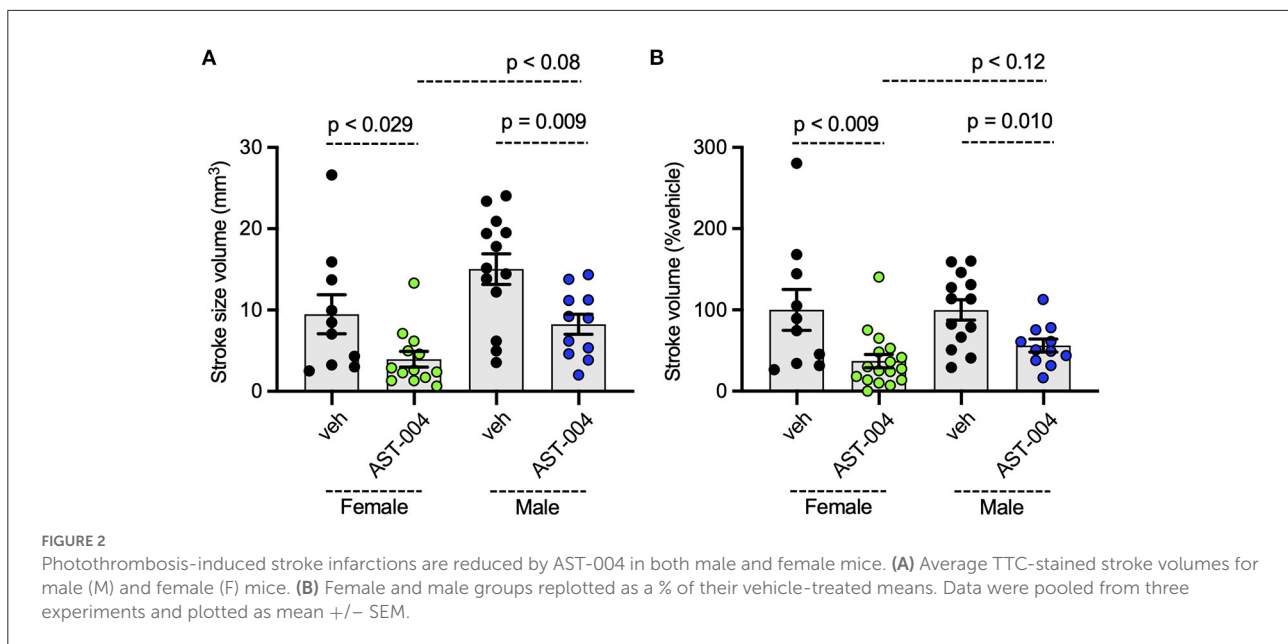 A
p < 0.08
p < 0.029
p = 0.009
Stroke size volume (mm³)
30
20
10
0
veh
AST-004
veh
AST-004
Female
Male
B
p < 0.12
p < 0.009
p = 0.010
Stroke volume (%vehicle)
300
200
100
0
veh
AST-004
veh
AST-004
Female
Male
FIGURE 2
Photothrombosis-induced stroke infarctions are reduced by AST-004 in both male and female mice. (A) Average TTC-stained stroke volumes for
male (M) and female (F) mice. (B) Female and male groups replotted as a % of their vehicle-treated means. Data were pooled from three
experiments and plotted as mean +/− SEM.